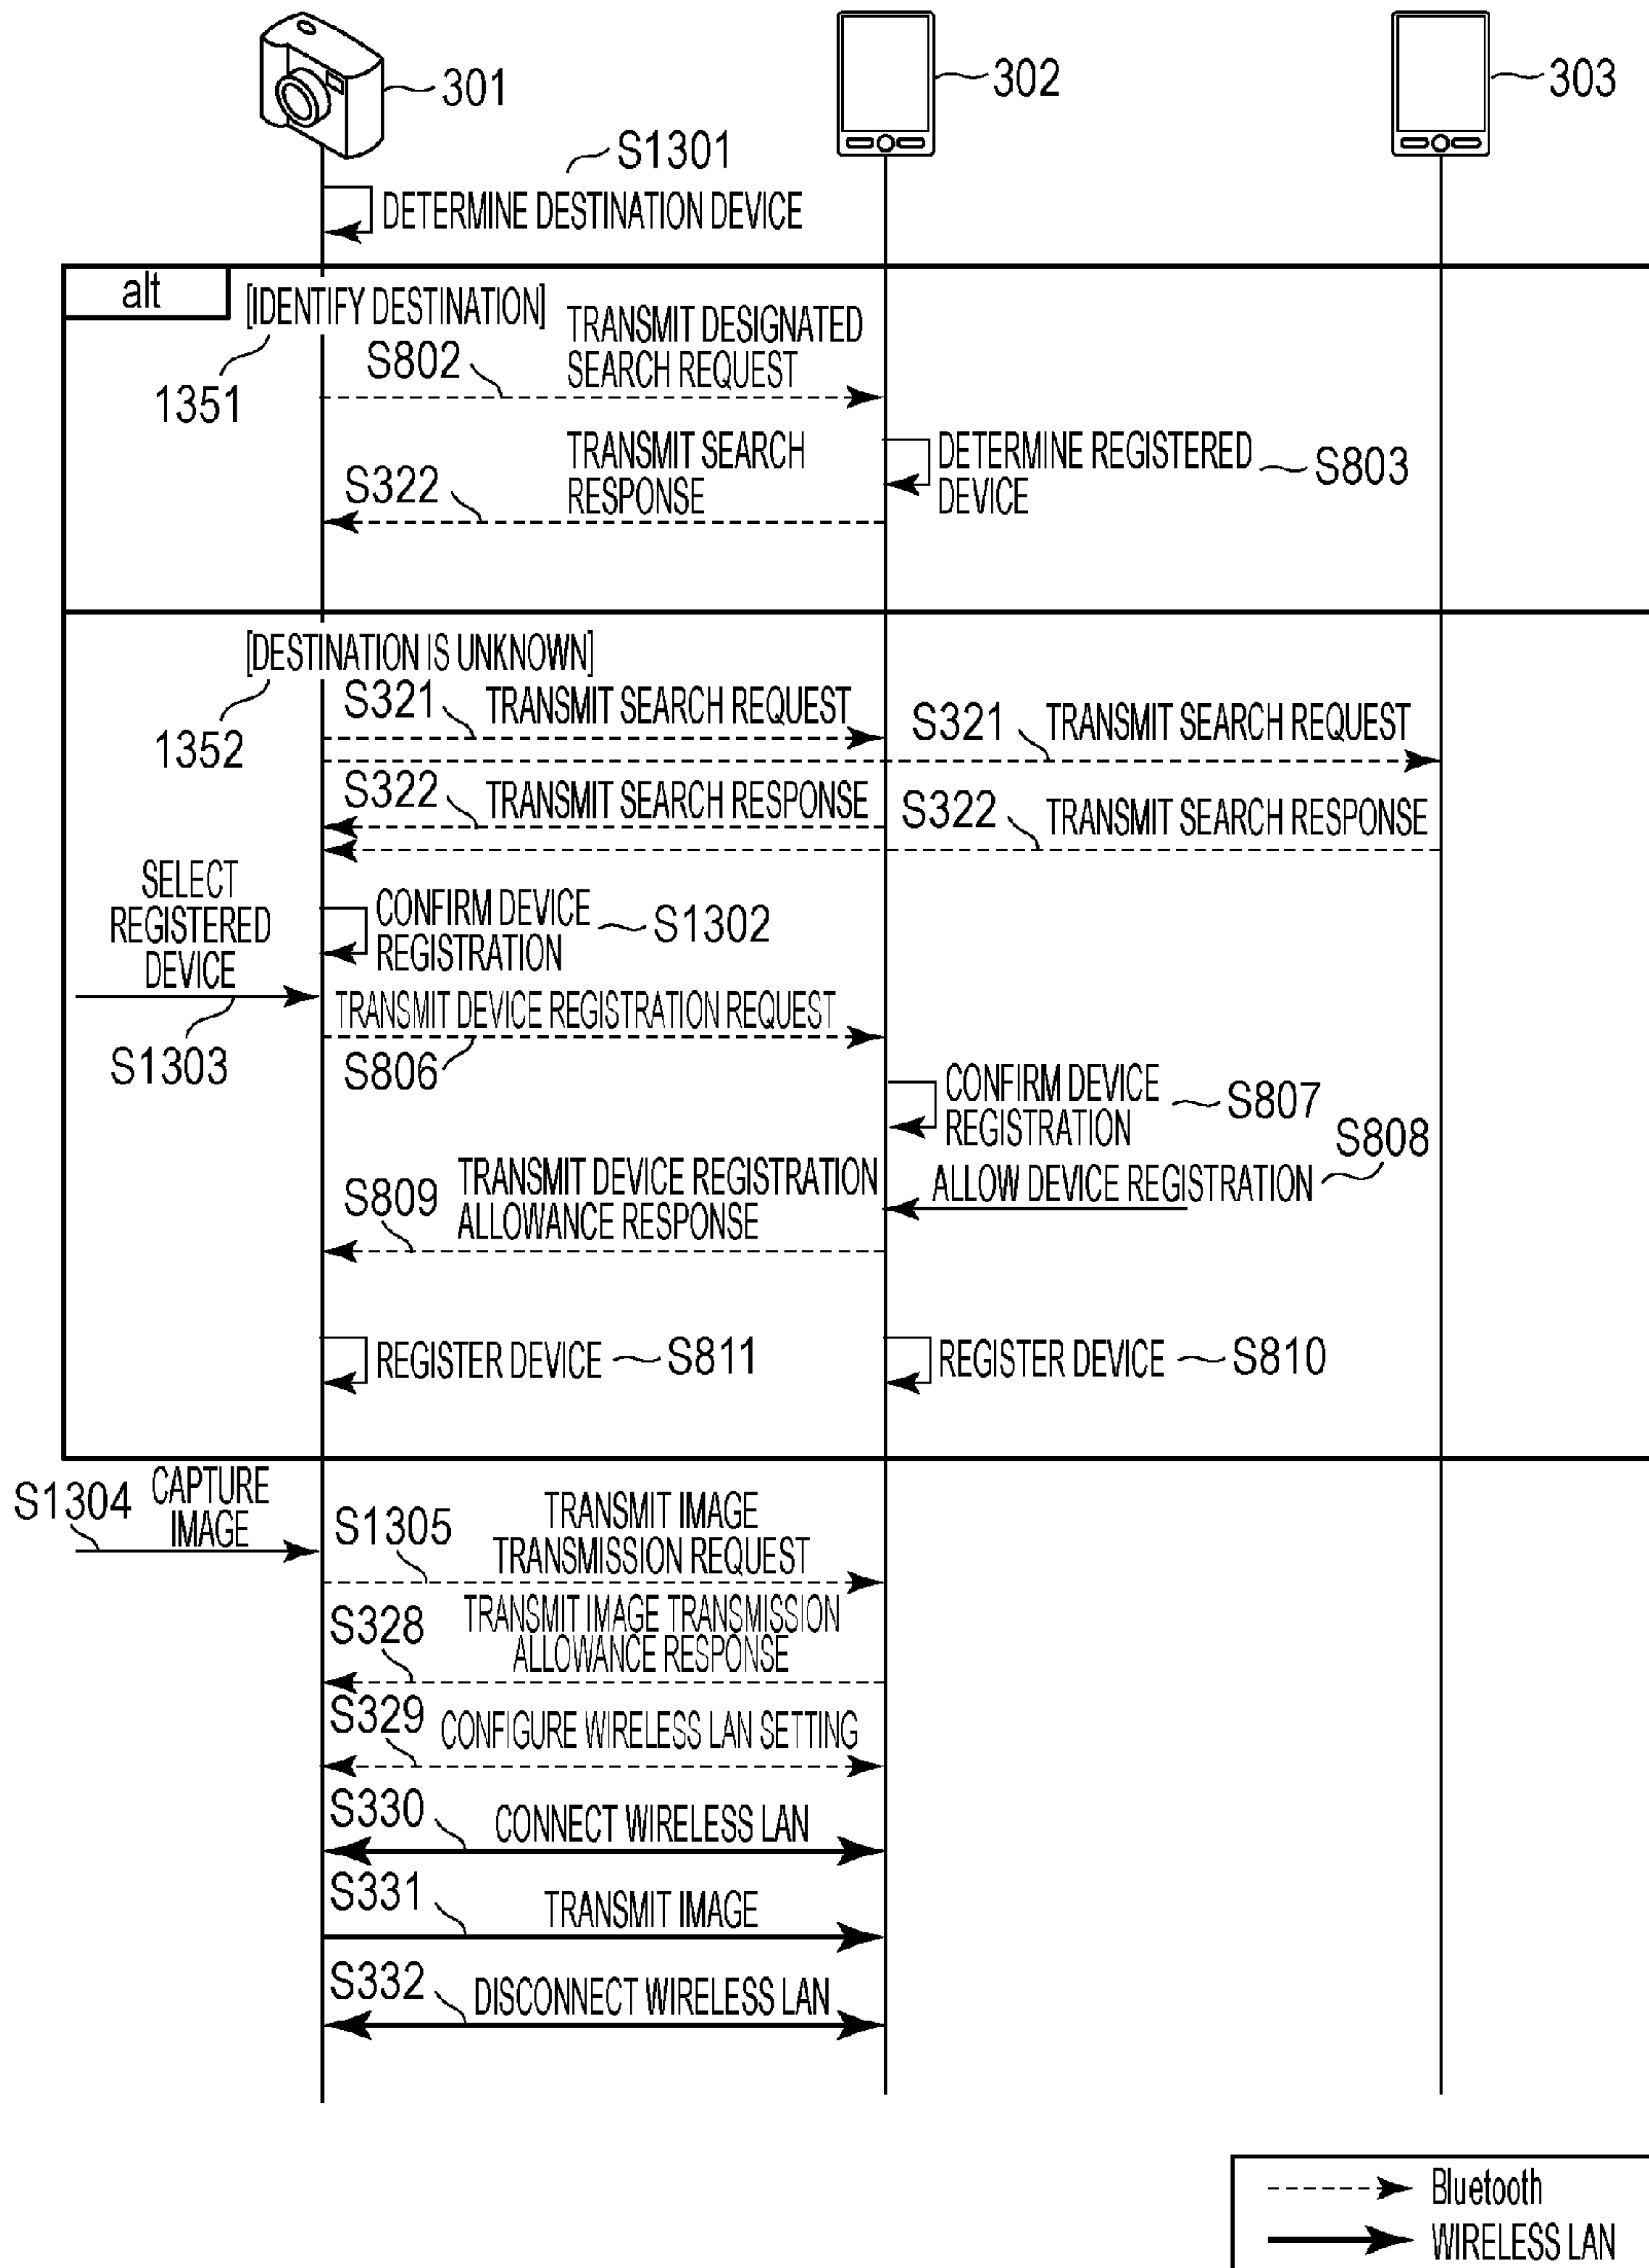 301
302
303
S1301
DETERMINE DESTINATION DEVICE
alt
[IDENTIFY DESTINATION]
1351
S802
TRANSMIT DESIGNATED
SEARCH REQUEST
DETERMINE REGISTERED
DEVICE
S803
S322
TRANSMIT SEARCH
RESPONSE
[DESTINATION IS UNKNOWN]
1352
S321
TRANSMIT SEARCH REQUEST
S321
TRANSMIT SEARCH REQUEST
S322
TRANSMIT SEARCH RESPONSE
S322
TRANSMIT SEARCH RESPONSE
CONFIRM DEVICE
REGISTRATION
S1302
SELECT
REGISTERED
DEVICE
S1303
TRANSMIT DEVICE REGISTRATION REQUEST
S806
CONFIRM DEVICE
REGISTRATION
S807
S808
ALLOW DEVICE REGISTRATION
S809
TRANSMIT DEVICE REGISTRATION
ALLOWANCE RESPONSE
REGISTER DEVICE
S811
REGISTER DEVICE
S810
S1304
CAPTURE
IMAGE
S1305
TRANSMIT IMAGE
TRANSMISSION REQUEST
S328
TRANSMIT IMAGE TRANSMISSION
ALLOWANCE RESPONSE
S329
CONFIGURE WIRELESS LAN SETTING
S330
CONNECT WIRELESS LAN
S331
TRANSMIT IMAGE
S332
DISCONNECT WIRELESS LAN
Bluetooth
WIRELESS LAN